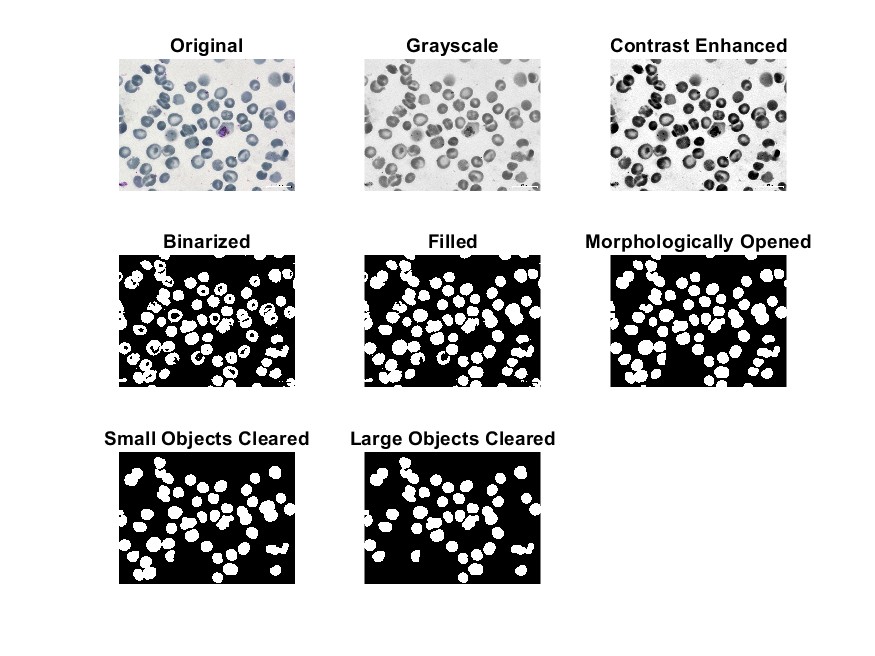 Original
Grayscale
Contrast Enhanced
Binarized
Filled
Morphologically Opened
Small Objects Cleared
Large Objects Cleared